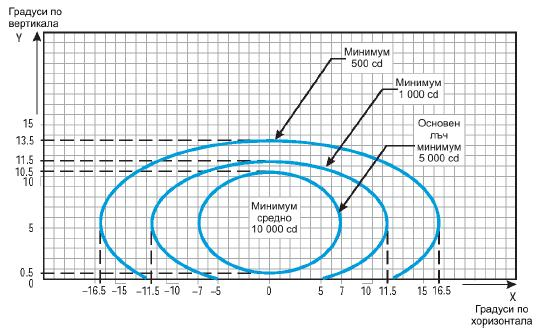 Градуси по
вертикала
Y
Минимум
500 cd
Минимум
1 000 cd
Основен
лъч
минимум
5 000 cd
15
13.5
11.5
10.5
10
Минимум
средно
10 000 cd
5
0.5
0
−16.5 −15 −11.5 −10 −7 −5 0 5 7 10 11.5 15 16.5
X
Градуси по
хоризонтала